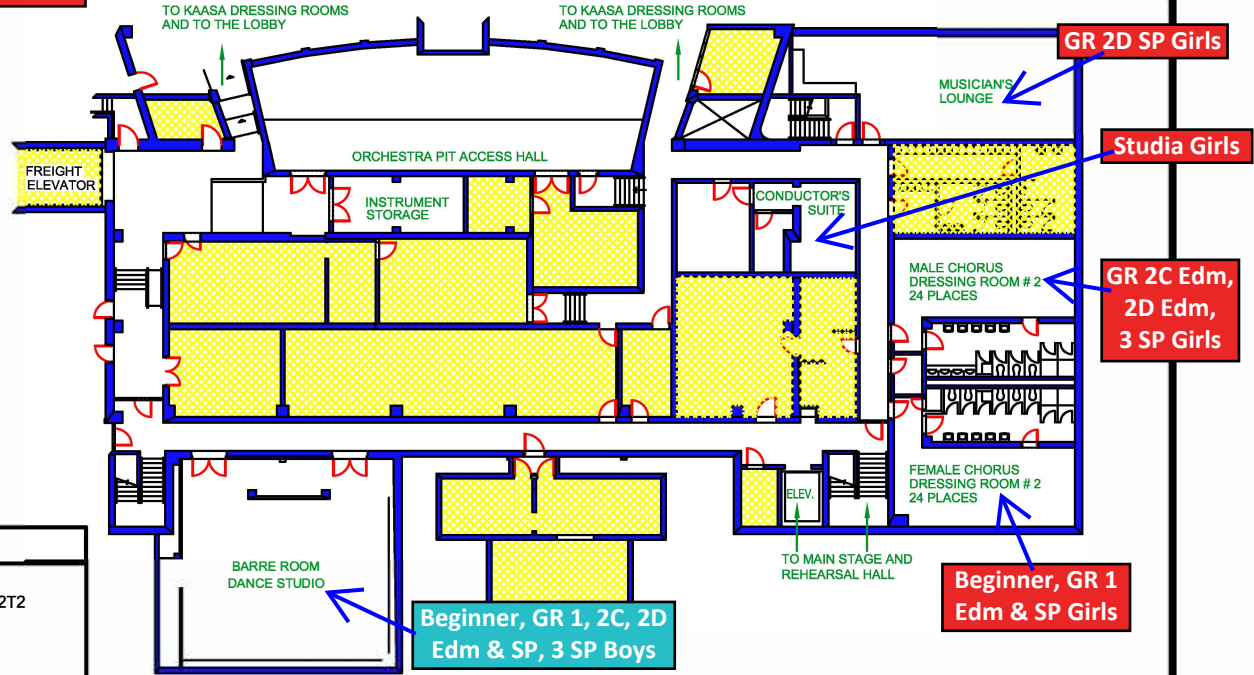 TO KAASA DRESSING ROOMS
AND TO THE LOBBY
TO KAASA DRESSING ROOMS
AND TO THE LOBBY
GR 2D SP Girls
MUSICIAN'S
LOUNGE
Studia Girls
ORCHESTRA PIT ACCESS HALL
FREIGHT
ELEVATOR
INSTRUMENT
STORAGE
CONDUCTOR'S
SUITE
MALE CHORUS
DRESSING ROOM # 2
24 PLACES
GR 2C Edm,
2D Edm,
3 SP Girls
FEMALE CHORUS
DRESSING ROOM # 2
24 PLACES
ELEV.
TO MAIN STAGE AND
REHEARSAL HALL
BARRE ROOM
DANCE STUDIO
Beginner, GR 1
Edm & SP Girls
2T2
Beginner, GR 1, 2C, 2D
Edm & SP, 3 SP Boys